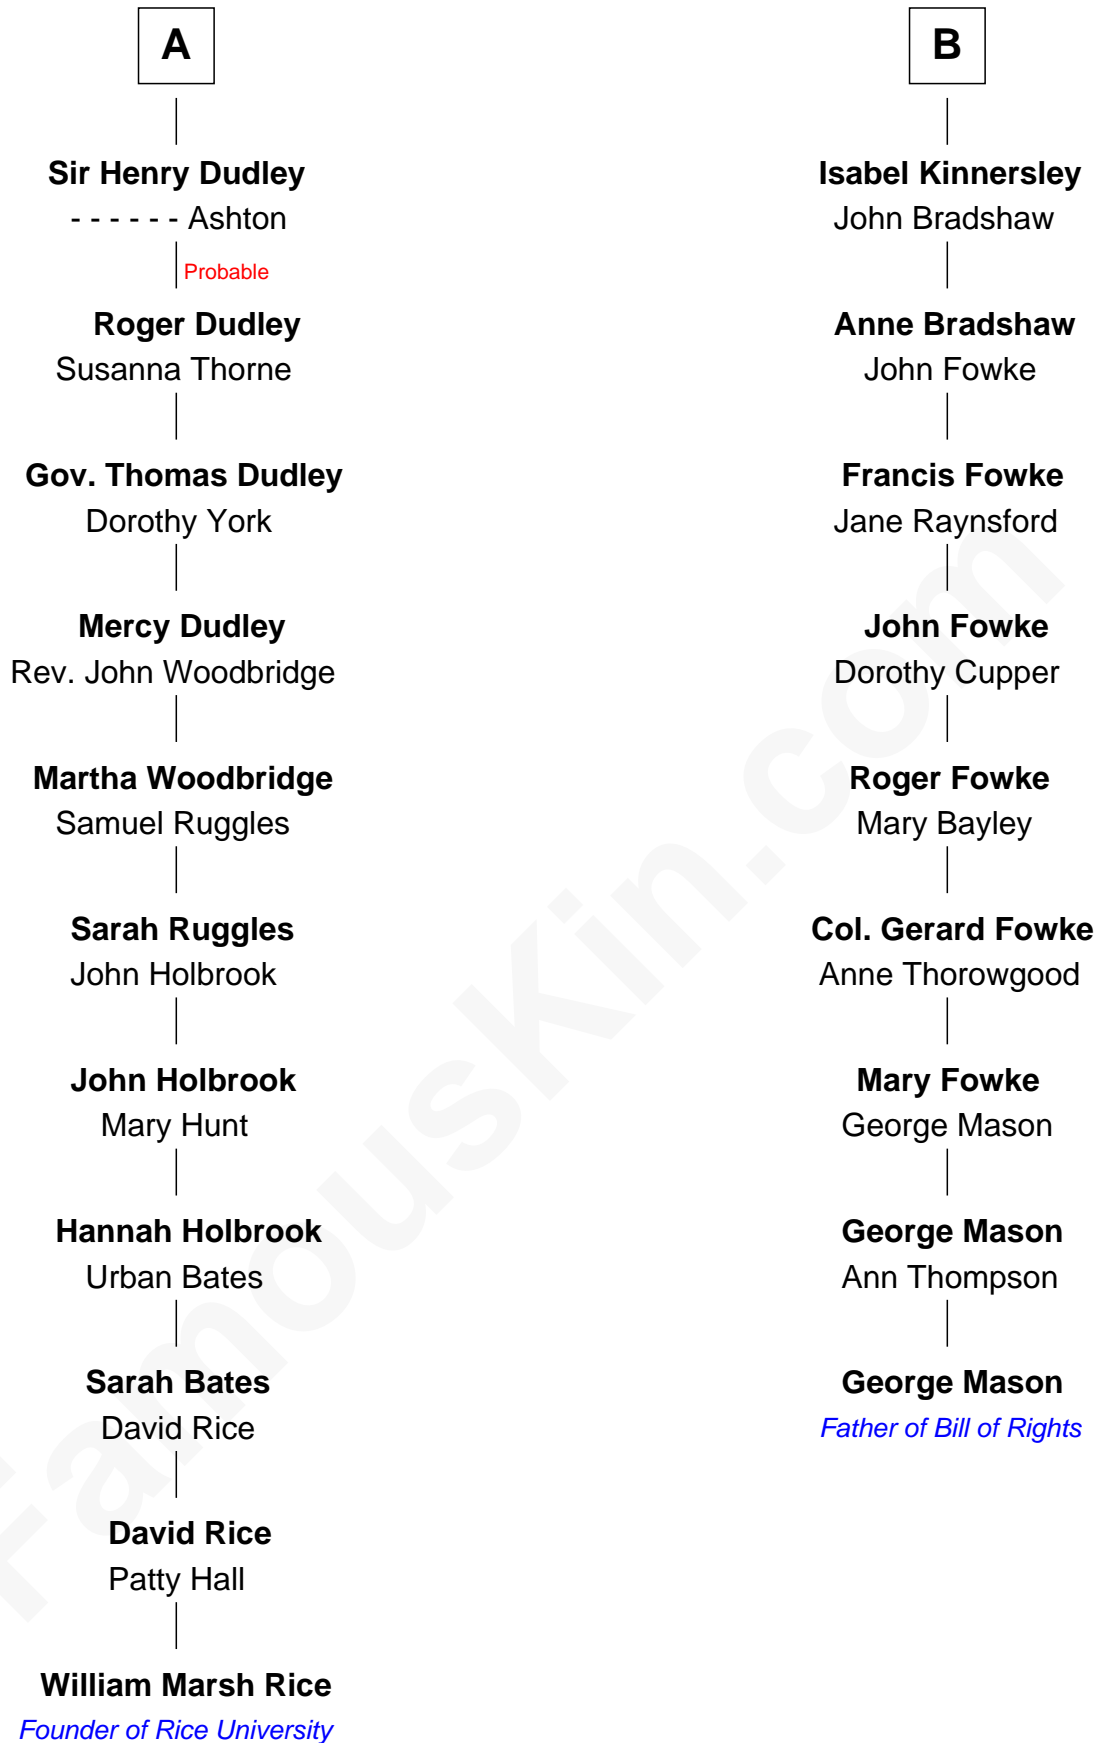 A
Sir Henry Dudley
- - - - - - Ashton
Probable
Roger Dudley
Susanna Thorne
Gov. Thomas Dudley
Dorothy York
Mercy Dudley
Rev. John Woodbridge
Martha Woodbridge
Samuel Ruggles
Sarah Ruggles
John Holbrook
John Holbrook
Mary Hunt
Hannah Holbrook
Urban Bates
Sarah Bates
David Rice
David Rice
Patty Hall
William Marsh Rice
Founder of Rice University
B
Isabel Kinnersley
John Bradshaw
Anne Bradshaw
John Fowke
Francis Fowke
Jane Raynsford
John Fowke
Dorothy Cupper
Roger Fowke
Mary Bayley
Col. Gerard Fowke
Anne Thorowgood
Mary Fowke
George Mason
George Mason
Ann Thompson
George Mason
Father of Bill of Rights
FamousKin.com